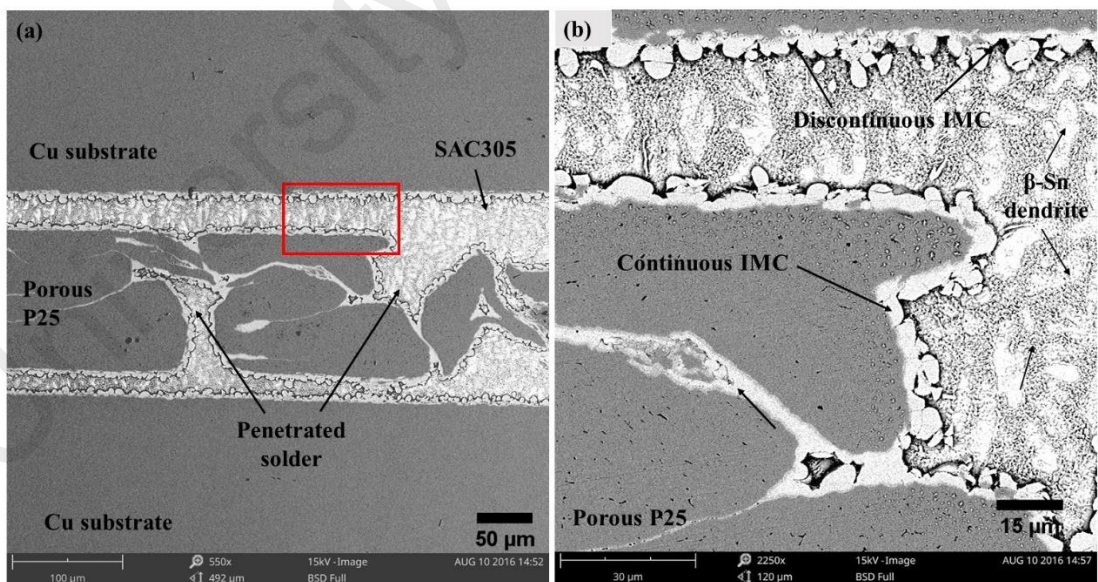 (a)
Cu substrate
SAC305
Porous
P25
Penetrated
solder
Cu substrate
50 µm
100 µm
550x
492 µm
15kV -Image
BSD Full
AUG 10 2016 14:52
(b)
Discontinuous IMC
β-Sn
dendrite
Continuous IMC
Porous P25
15 µm
30 µm
2250x
120 µm
15kV -Image
BSD Full
AUG 10 2016 14:57